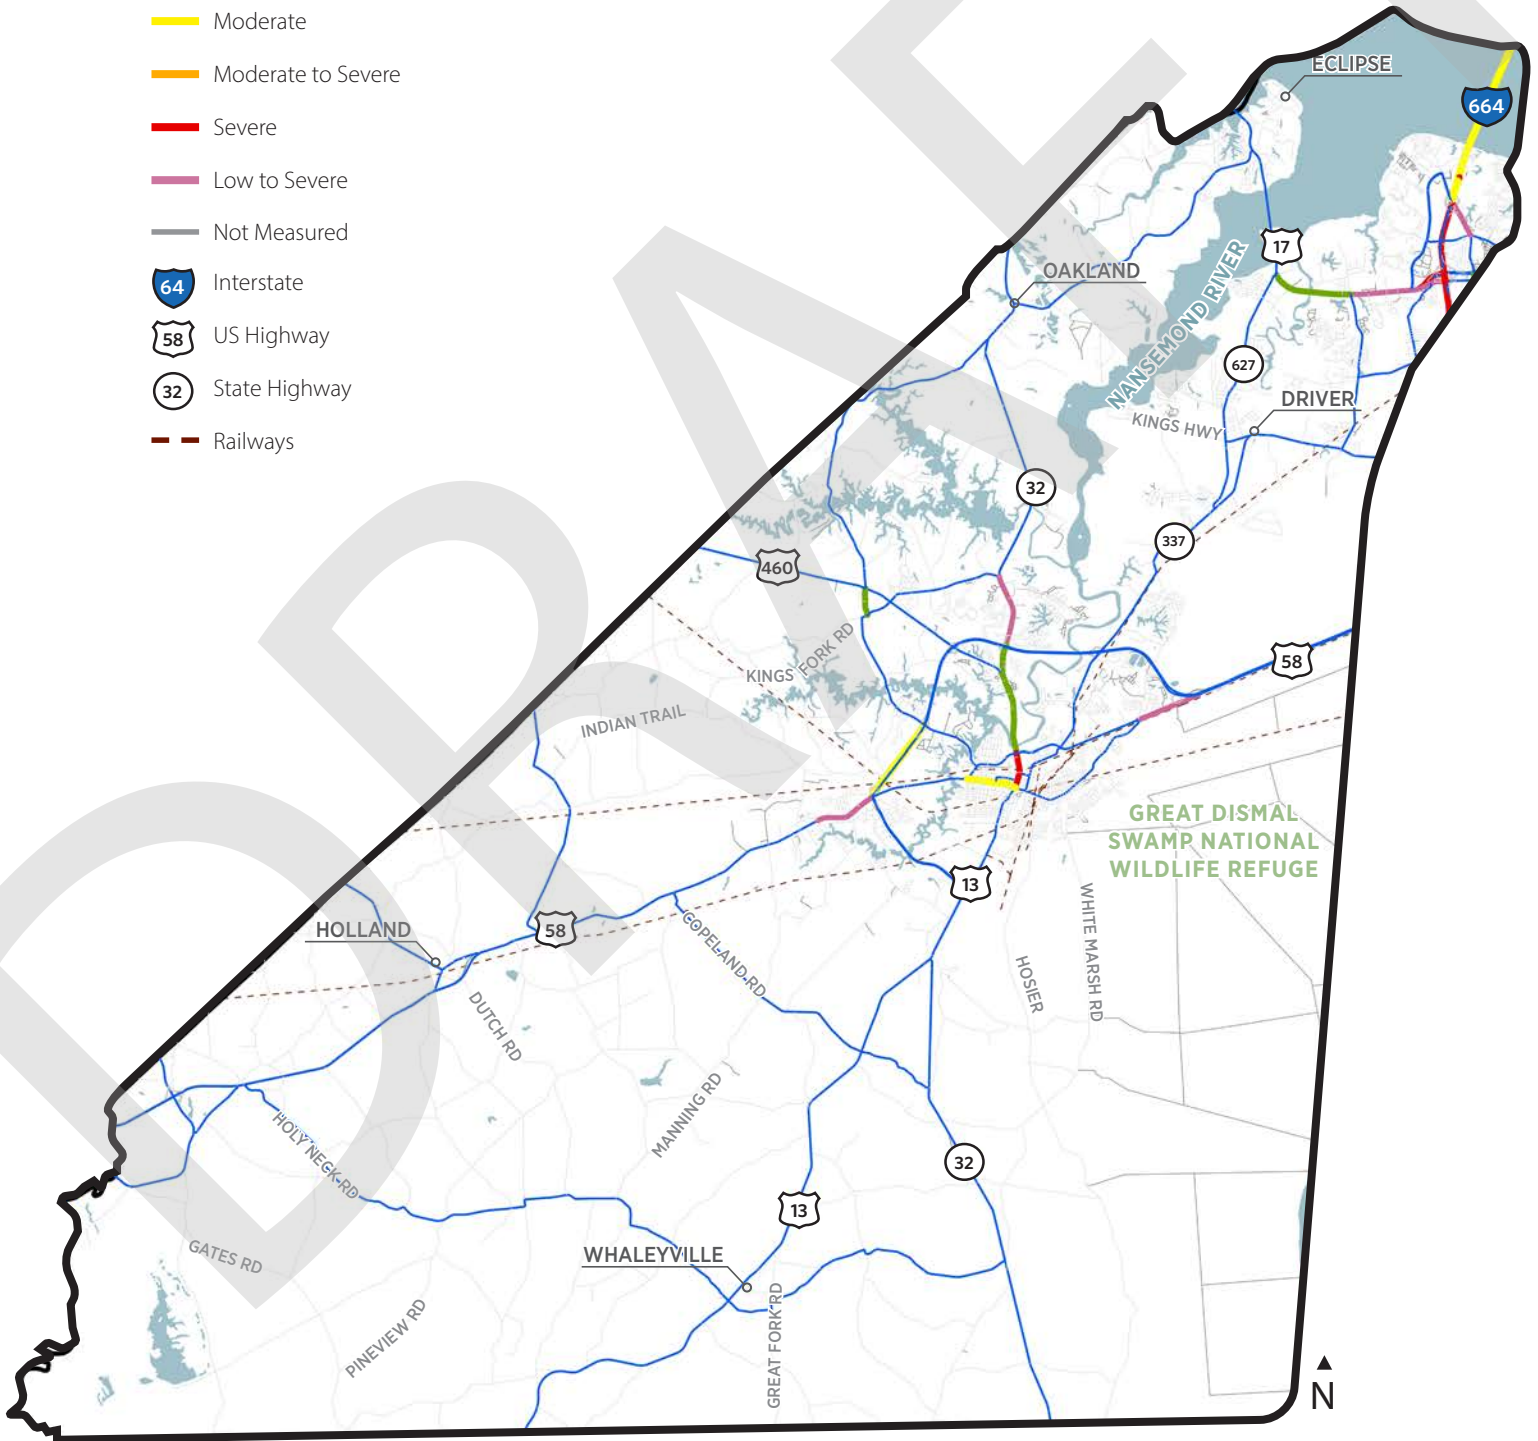 Moderate
Moderate to Severe
Severe
Low to Severe
Not Measured
64 Interstate
58 US Highway
32 State Highway
Railways
DRAFT
ECLIPSE
664
17
OAKLAND
NANSEMOND RIVER
627
DRIVER
KINGS HWY
32
337
460
KINGS FORK RD
58
INDIAN TRAIL
GREAT DISMAL
SWAMP NATIONAL
WILDLIFE REFUGE
13
HOLLAND
58
COPELAND RD
WHITE MARSH RD
HOSIER
DUTCH RD
MANNING RD
HOLY NECK RD
32
13
GATES RD
WHALEYVILLE
PINEVIEW RD
GREAT FORK RD
N